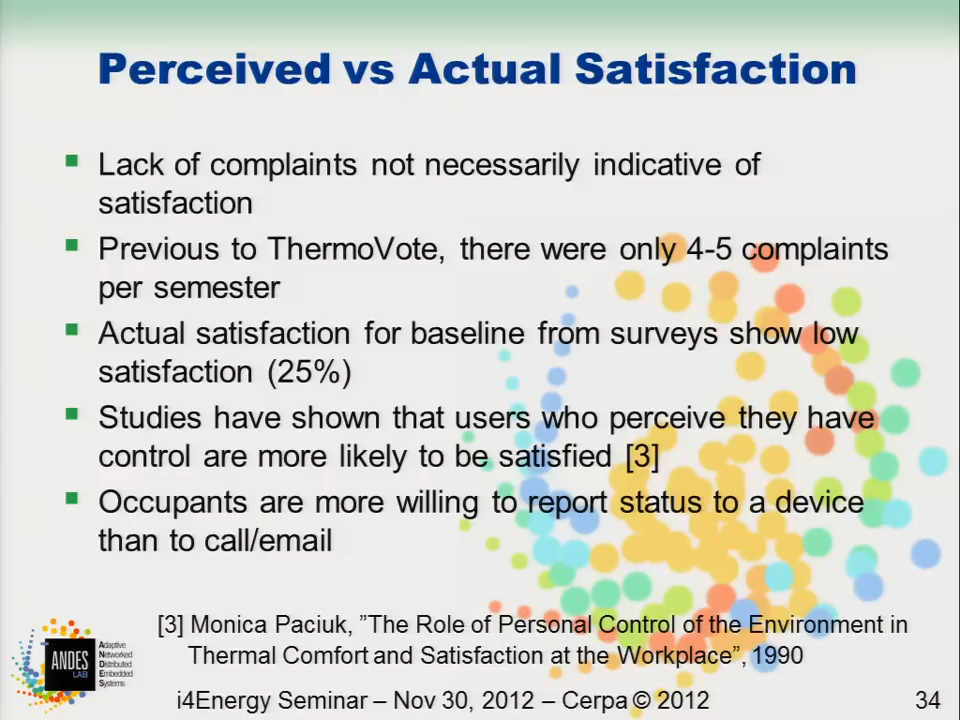 Perceived vs Actual Satisfaction
Lack of complaints not necessarily indicative of
satisfaction
Previous to ThermoVote, there were only 4-5 complaints
per semester
Actual satisfaction for baseline from surveys show low
satisfaction (25%)
Studies have shown that users who perceive they have
control are more likely to be satisfied [3]
Occupants are more willing to report status to a device
than to call/email
[3] Monica Paciuk, ”The Role of Personal Control of the Environment in
Thermal Comfort and Satisfaction at the Workplace”, 1990
ANDES
LAB
Adaptive
Networked
Distributed
Embedded
Systems
i4Energy Seminar – Nov 30, 2012 – Cerpa © 2012
34